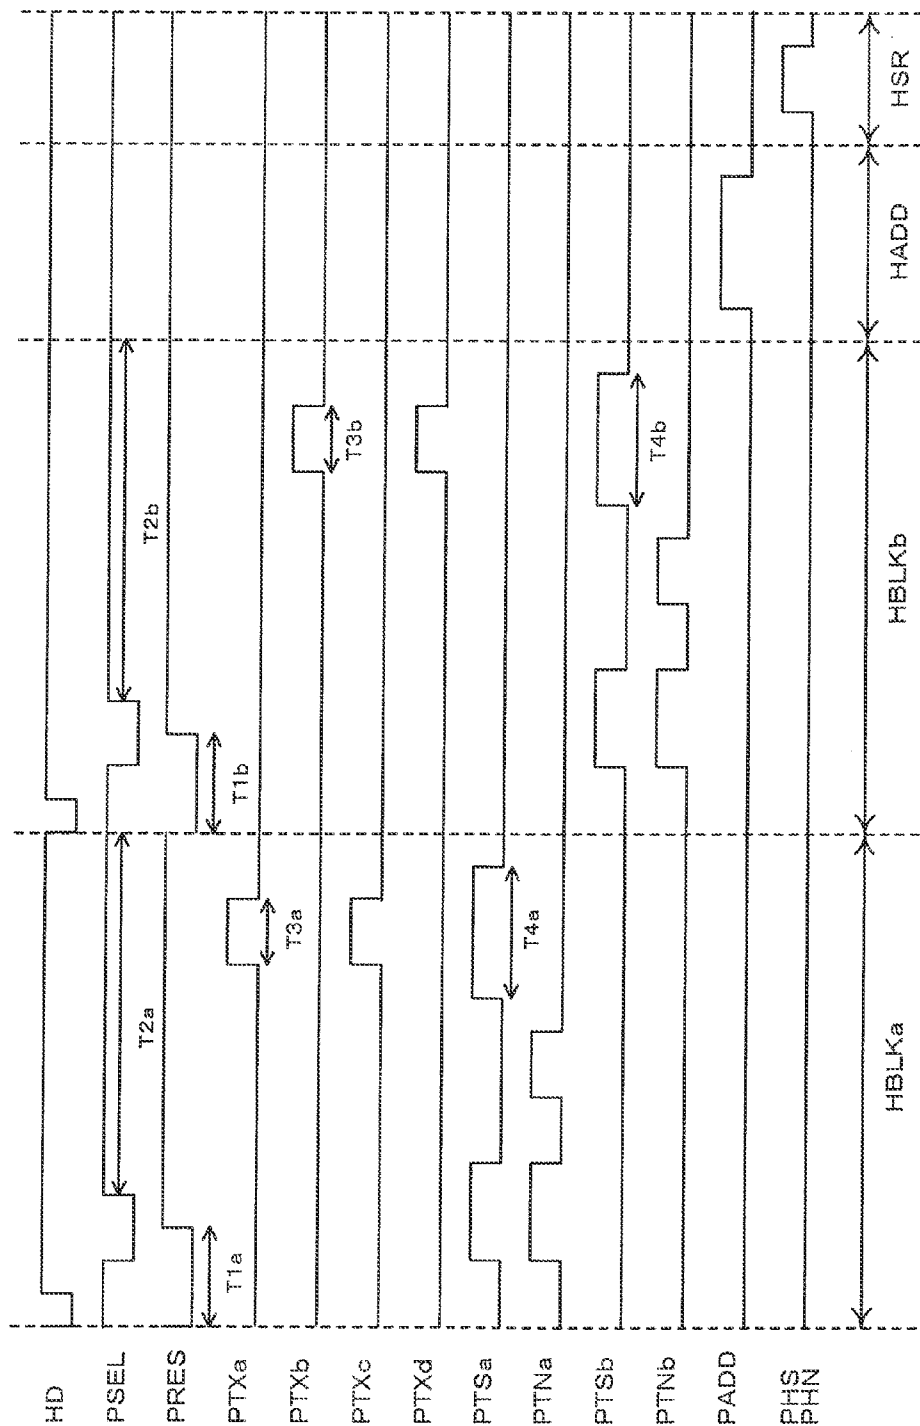 HD
PSEL
PRES
PTXa
PTXb
PTXc
PTXd
PTSa
PTNa
PTSb
PTNb
PADD
PHS
PHN
T1a
T2a
T3a
T4a
T1b
T2b
T3b
T4b
HBLKa
HBLKb
HADD
HSR